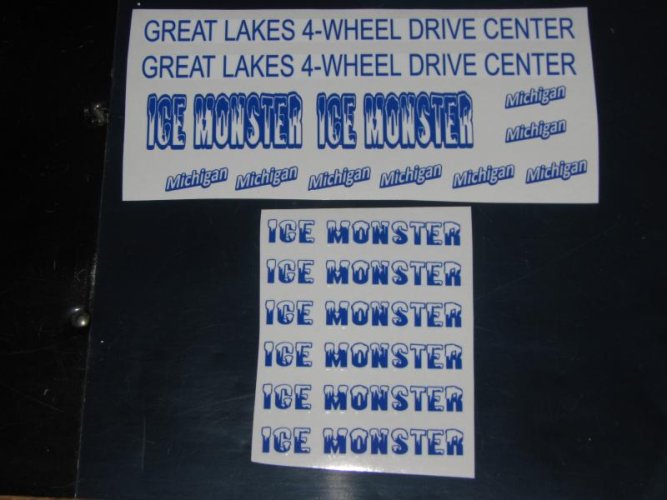 GREAT LAKES 4-WHEEL DRIVE CENTER
GREAT LAKES 4-WHEEL DRIVE CENTER
ICE MONSTER ICE MONSTER Michigan
Michigan
Michigan Michigan Michigan Michigan Michigan Michigan
ICE MONSTER
ICE MONSTER
ICE MONSTER
ICE MONSTER
ICE MONSTER
ICE MONSTER